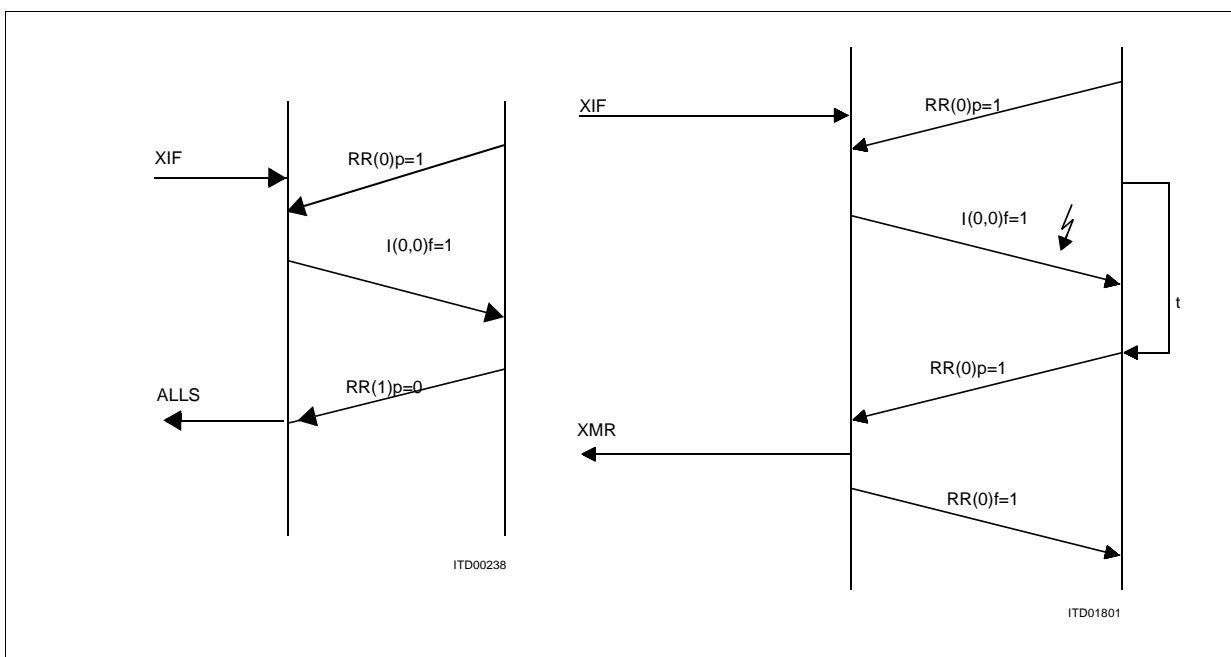 XIF
RR(0)p=1
I(0,0)f=1
RR(1)p=0
ALLS
ITD00238
XIF
RR(0)p=1
I(0,0)f=1
t
RR(0)p=1
XMR
RR(0)f=1
ITD01801